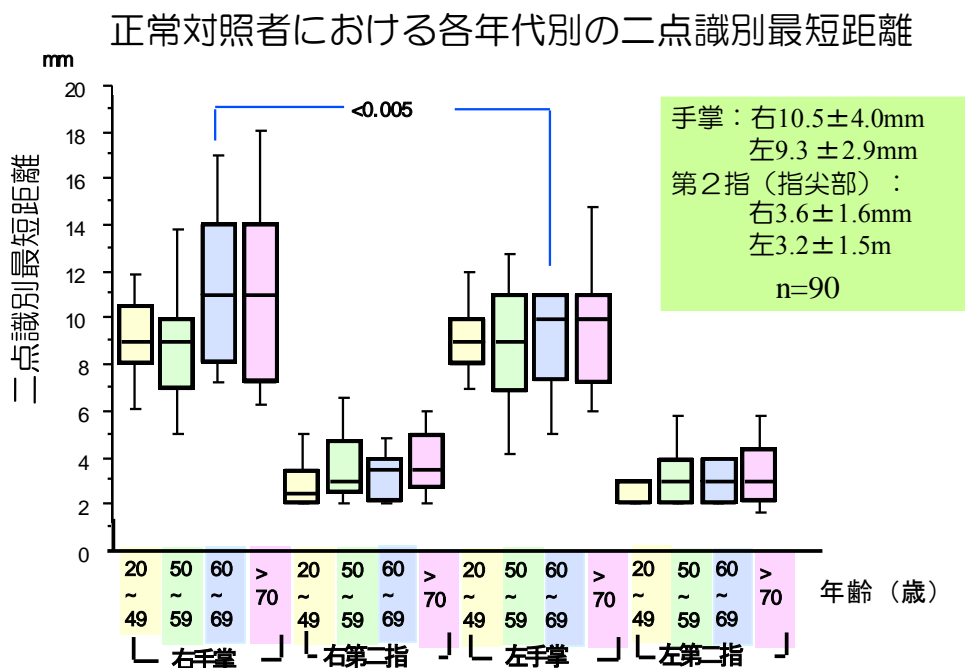 正常対照者における各年代別の二点識別最短距離
mm
二点識別最短距離
20
18
16
14
12
10
8
6
4
2
0
<0.005
手掌：右10.5±4.0mm
左9.3 ±2.9mm
第２指（指尖部）：
右3.6±1.6mm
左3.2±1.5m
n=90
20 50 60 >
~ ~ ~ 70
49 59 69
20 50 60 >
~ ~ ~ 70
49 59 69
20 50 60 >
~ ~ ~ 70
49 59 69
20 50 60 >
~ ~ ~ 70
49 59 69
年齢（歳）
右手掌 右第二指 左手掌 左第二指